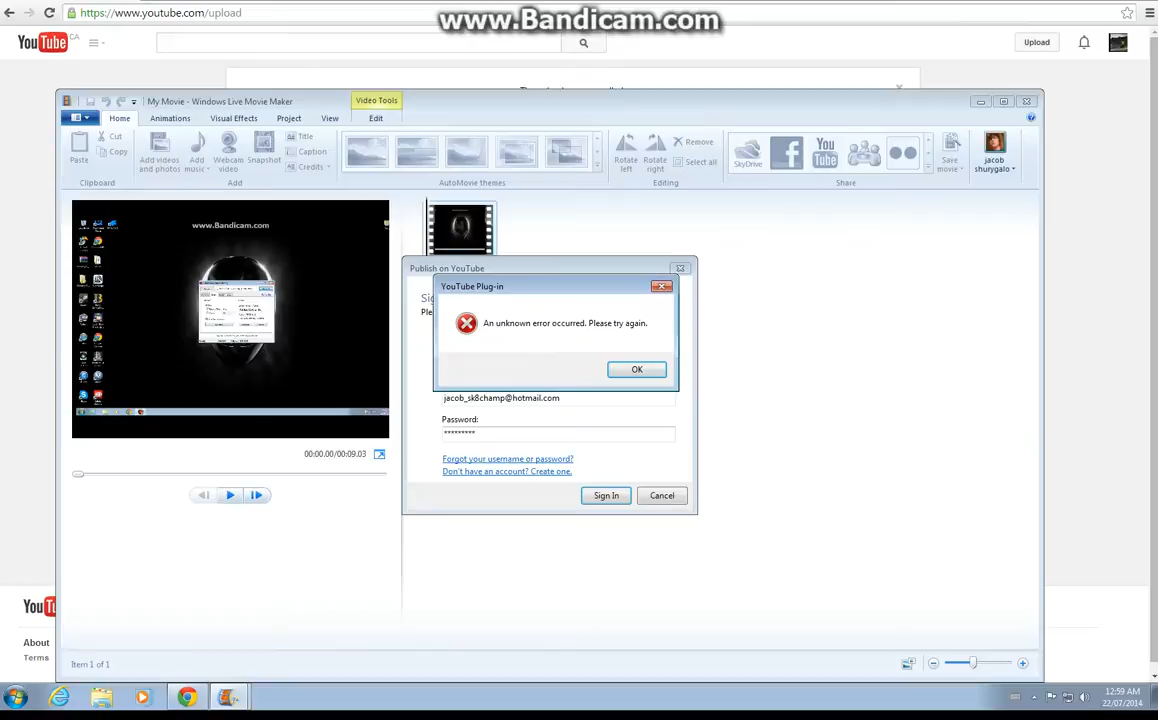 https://www.youtube.com/upload
www.Bandicam.com
YouTube CA
Upload
My Movie - Windows Live Movie Maker
Video Tools
Home
Animations
Visual Effects
Project
View
Edit
Paste
Cut
Copy
Clipboard
Add videos and photos
Add music
Webcam video
Snapshot
Title
Caption
Credits
Add
AutoMovie themes
Rotate left
Rotate right
Remove
Select all
Editing
SkyDrive
You Tube
Share
Save movie
jacob shurygalo
www.Bandicam.com
00:00.00/00:09.03
Publish on YouTube
YouTube Plug-in
An unknown error occurred. Please try again.
OK
jacob_sk8champ@hotmail.com
Password:
*********
Forgot your username or password?
Don't have an account? Create one.
Sign In
Cancel
Item 1 of 1
About
Terms
12:59 AM
22/07/2014